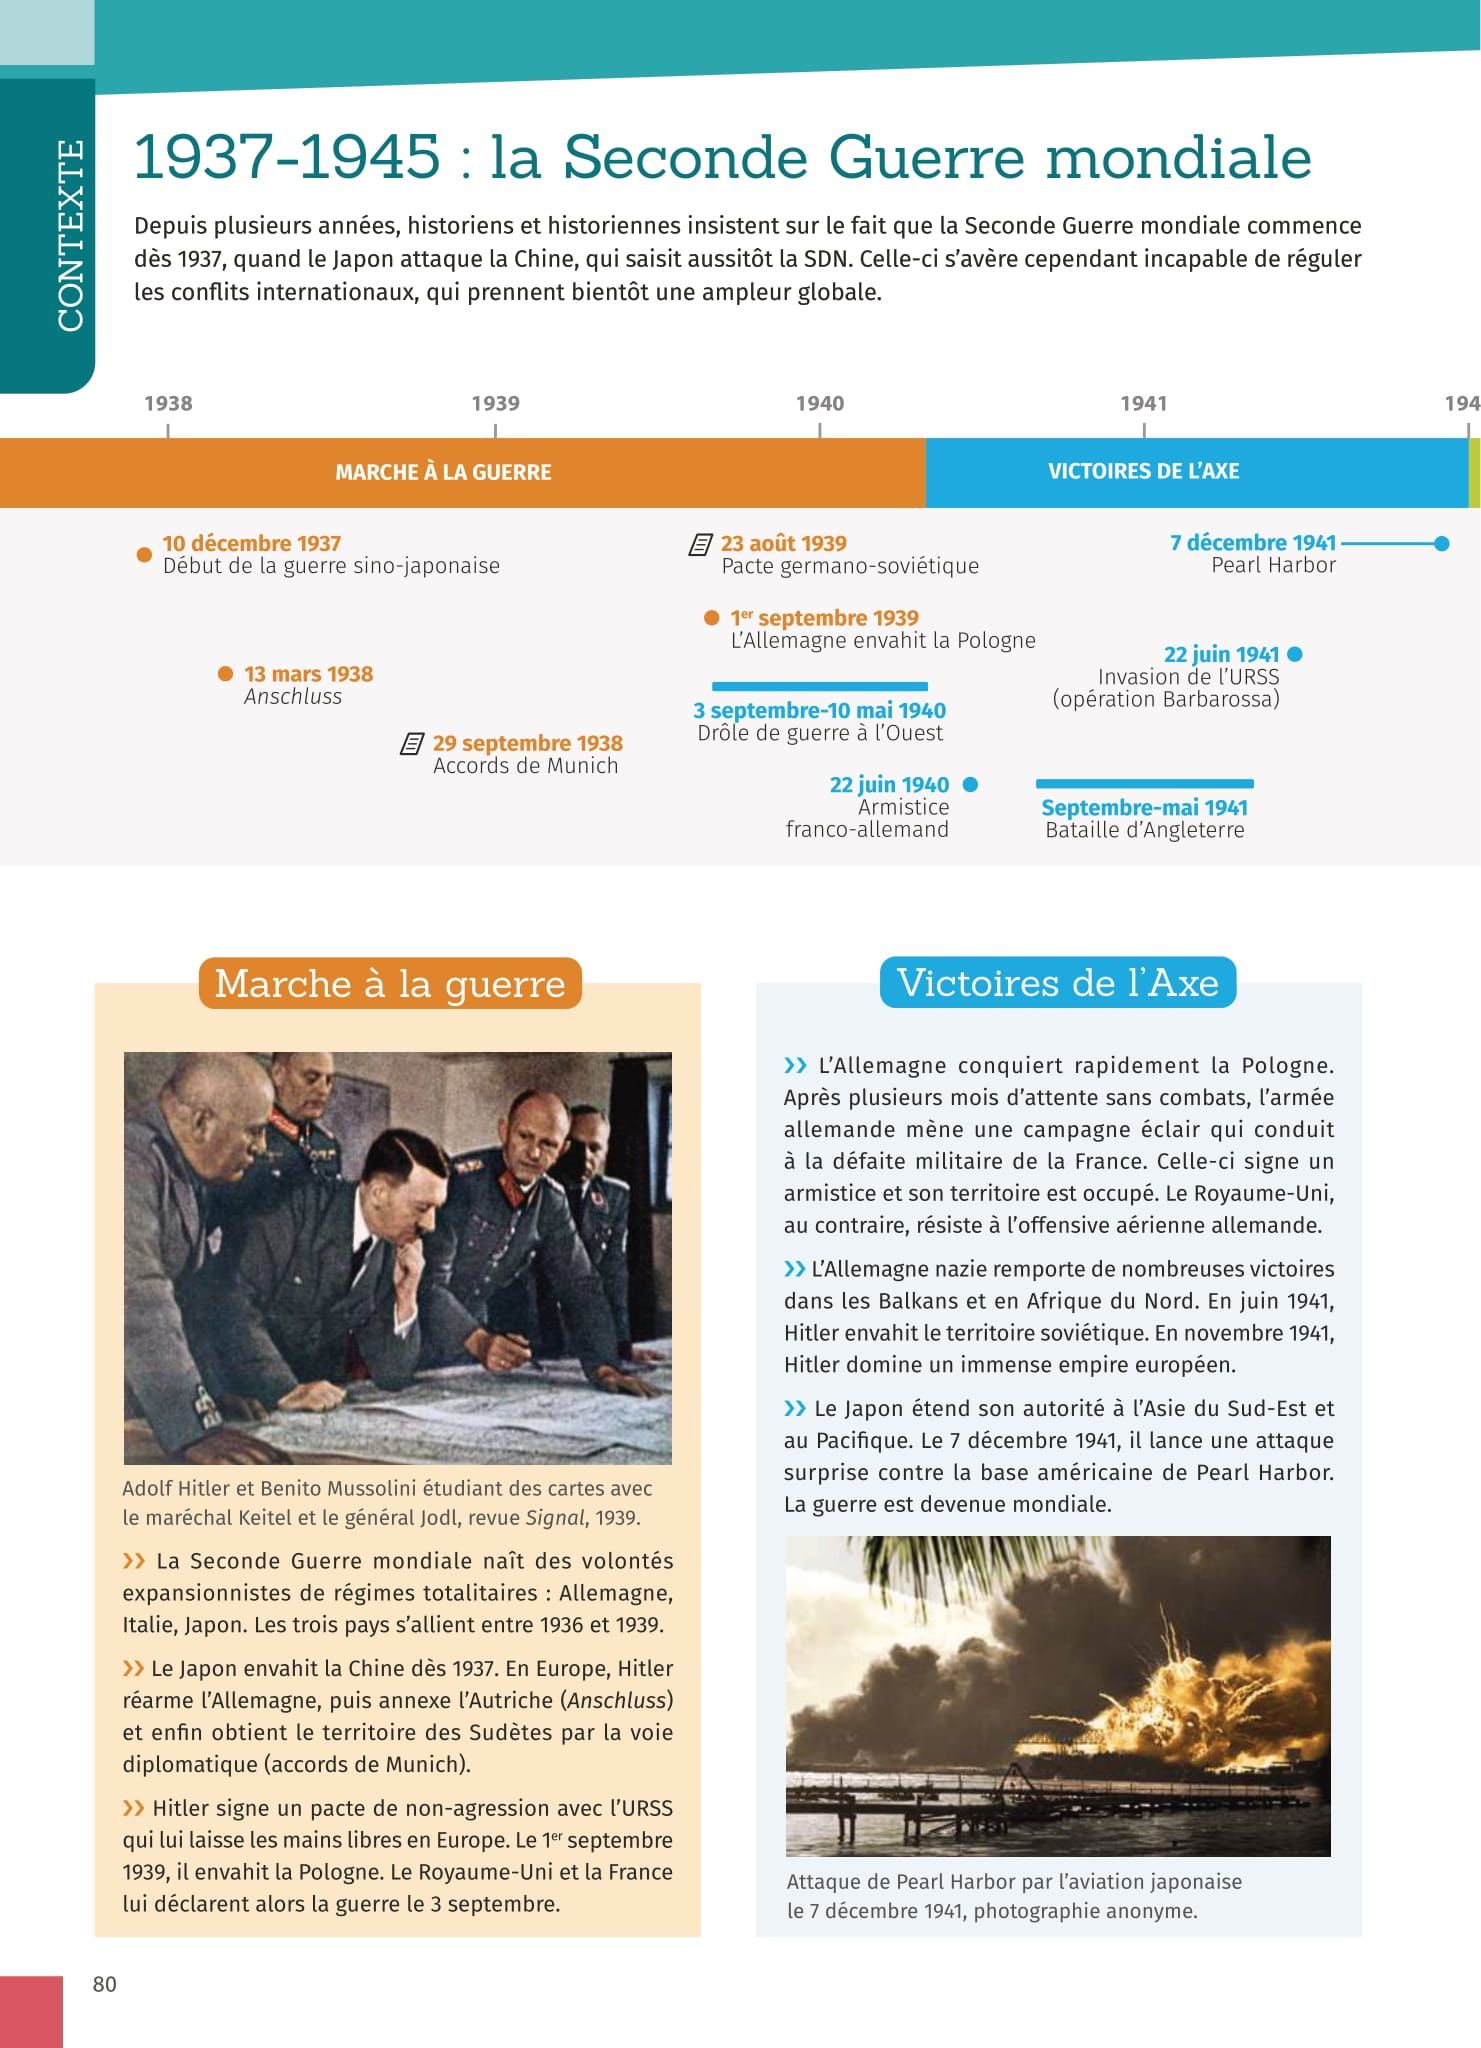 CONTEXTE
1937-1945 : la Seconde Guerre mondiale
Depuis plusieurs années, historiens et historiennes insistent sur le fait que la Seconde Guerre mondiale commence
dès 1937, quand le Japon attaque la Chine, qui saisit aussitôt la SDN. Celle-ci s’avère cependant incapable de réguler
les conflits internationaux, qui prennent bientôt une ampleur globale.
1938 1939 1940 1941 194
MARCHE À LA GUERRE
VICTOIRES DE L’AXE
10 décembre 1937
Début de la guerre sino-japonaise
13 mars 1938
Anschluss
29 septembre 1938
Accords de Munich
23 août 1939
Pacte germano-soviétique
1er septembre 1939
L’Allemagne envahit la Pologne
3 septembre-10 mai 1940
Drôle de guerre à l’Ouest
22 juin 1940
Armistice
franco-allemand
7 décembre 1941
Pearl Harbor
22 juin 1941
Invasion de l’URSS
(opération Barbarossa)
Septembre-mai 1941
Bataille d’Angleterre
Marche à la guerre
Adolf Hitler et Benito Mussolini étudiant des cartes avec
le maréchal Keitel et le général Jodl, revue Signal, 1939.
›› La Seconde Guerre mondiale naît des volontés
expansionnistes de régimes totalitaires : Allemagne,
Italie, Japon. Les trois pays s’allient entre 1936 et 1939.
›› Le Japon envahit la Chine dès 1937. En Europe, Hitler
réarme l’Allemagne, puis annexe l’Autriche (Anschluss)
et enfin obtient le territoire des Sudètes par la voie
diplomatique (accords de Munich).
›› Hitler signe un pacte de non-agression avec l’URSS
qui lui laisse les mains libres en Europe. Le 1er septembre
1939, il envahit la Pologne. Le Royaume-Uni et la France
lui déclarent alors la guerre le 3 septembre.
Victoires de l’Axe
›› L’Allemagne conquiert rapidement la Pologne.
Après plusieurs mois d’attente sans combats, l’armée
allemande mène une campagne éclair qui conduit
à la défaite militaire de la France. Celle-ci signe un
armistice et son territoire est occupé. Le Royaume-Uni,
au contraire, résiste à l’offensive aérienne allemande.
›› L’Allemagne nazie remporte de nombreuses victoires
dans les Balkans et en Afrique du Nord. En juin 1941,
Hitler envahit le territoire soviétique. En novembre 1941,
Hitler domine un immense empire européen.
›› Le Japon étend son autorité à l’Asie du Sud-Est et
au Pacifique. Le 7 décembre 1941, il lance une attaque
surprise contre la base américaine de Pearl Harbor.
La guerre est devenue mondiale.
Attaque de Pearl Harbor par l’aviation japonaise
le 7 décembre 1941, photographie anonyme.
80